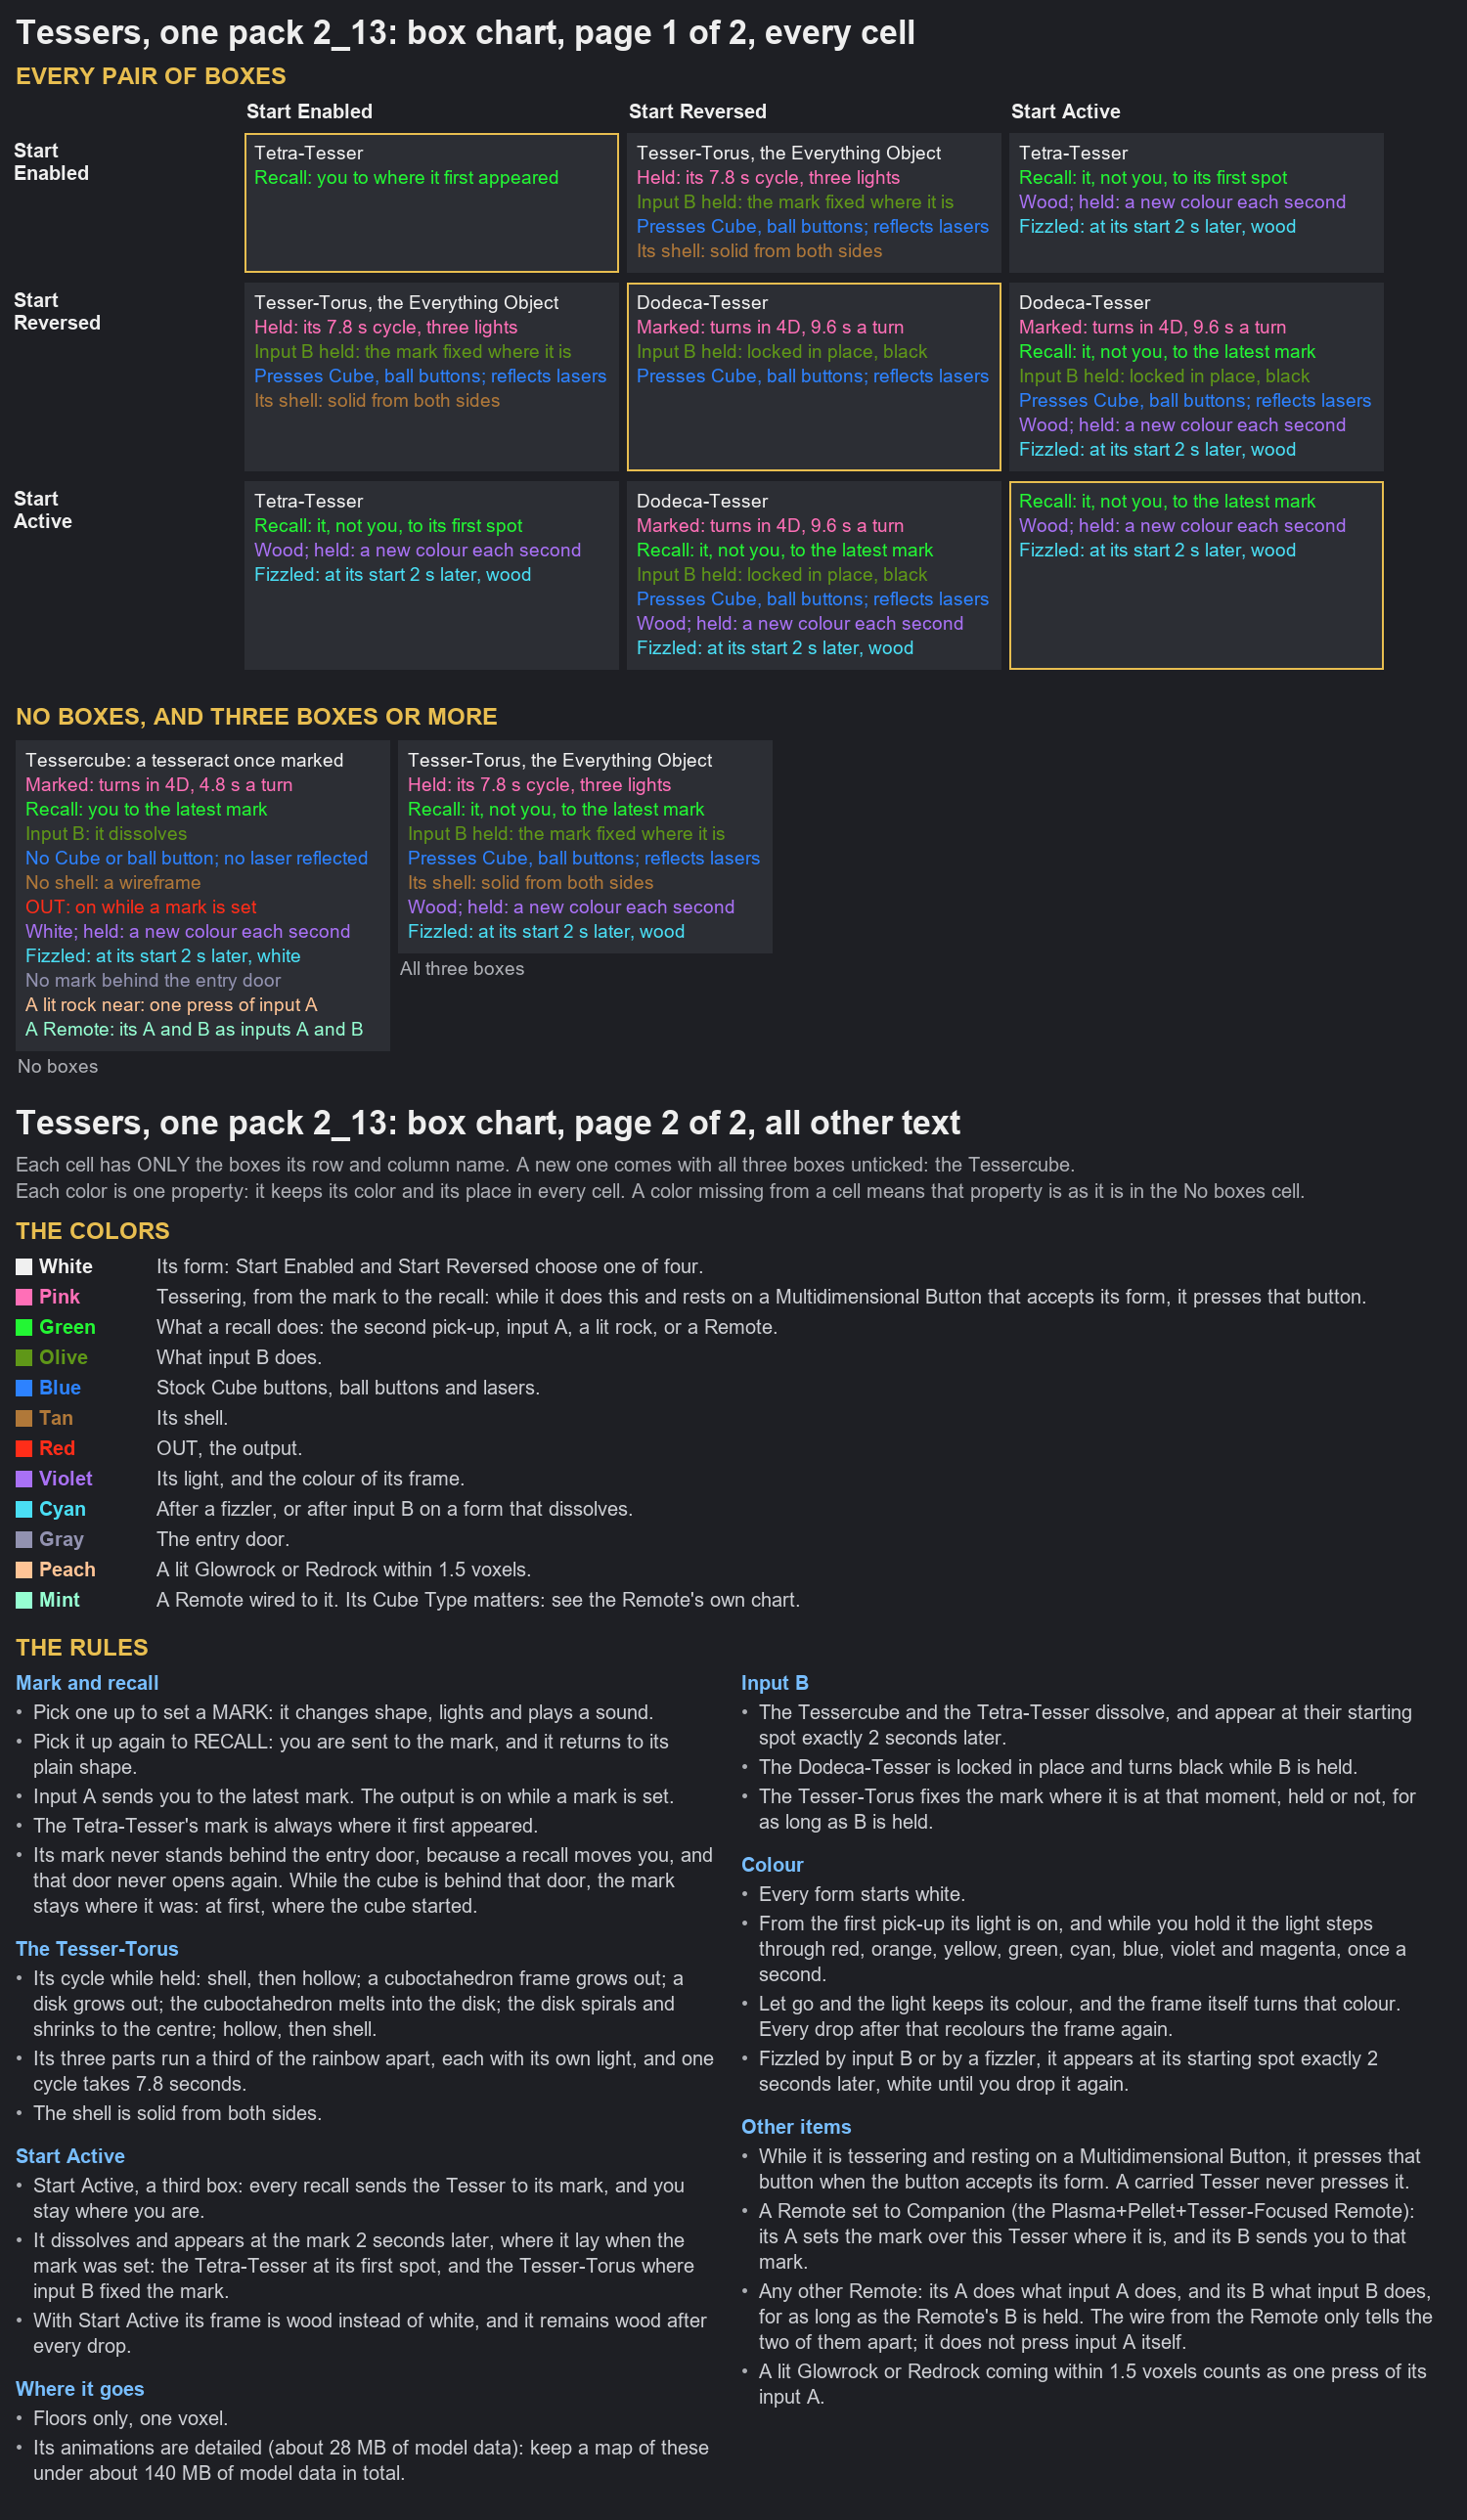 Tessers, one pack 2_13: box chart, page 1 of 2, every cell
EVERY PAIR OF BOXES
Start Enabled
Start Reversed
Start Active
Start
Enabled
Tetra-Tesser
Recall: you to where it first appeared
Tesser-Torus, the Everything Object
Held: its 7.8 s cycle, three lights
Input B held: the mark fixed where it is
Presses Cube, ball buttons; reflects lasers
Its shell: solid from both sides
Tetra-Tesser
Recall: it, not you, to its first spot
Wood; held: a new colour each second
Fizzled: at its start 2 s later, wood
Start
Reversed
Tesser-Torus, the Everything Object
Held: its 7.8 s cycle, three lights
Input B held: the mark fixed where it is
Presses Cube, ball buttons; reflects lasers
Its shell: solid from both sides
Dodeca-Tesser
Marked: turns in 4D, 9.6 s a turn
Input B held: locked in place, black
Presses Cube, ball buttons; reflects lasers
Dodeca-Tesser
Marked: turns in 4D, 9.6 s a turn
Recall: it, not you, to the latest mark
Input B held: locked in place, black
Presses Cube, ball buttons; reflects lasers
Wood; held: a new colour each second
Fizzled: at its start 2 s later, wood
Start
Active
Tetra-Tesser
Recall: it, not you, to its first spot
Wood; held: a new colour each second
Fizzled: at its start 2 s later, wood
Dodeca-Tesser
Marked: turns in 4D, 9.6 s a turn
Recall: it, not you, to the latest mark
Input B held: locked in place, black
Presses Cube, ball buttons; reflects lasers
Wood; held: a new colour each second
Fizzled: at its start 2 s later, wood
Recall: it, not you, to the latest mark
Wood; held: a new colour each second
Fizzled: at its start 2 s later, wood
NO BOXES, AND THREE BOXES OR MORE
Tessercube: a tesseract once marked
Marked: turns in 4D, 4.8 s a turn
Recall: you to the latest mark
Input B: it dissolves
No Cube or ball button; no laser reflected
No shell: a wireframe
OUT: on while a mark is set
White; held: a new colour each second
Fizzled: at its start 2 s later, white
No mark behind the entry door
A lit rock near: one press of input A
A Remote: its A and B as inputs A and B
No boxes
Tesser-Torus, the Everything Object
Held: its 7.8 s cycle, three lights
Recall: it, not you, to the latest mark
Input B held: the mark fixed where it is
Presses Cube, ball buttons; reflects lasers
Its shell: solid from both sides
Wood; held: a new colour each second
Fizzled: at its start 2 s later, wood
All three boxes
Tessers, one pack 2_13: box chart, page 2 of 2, all other text
Each cell has ONLY the boxes its row and column name. A new one comes with all three boxes unticked: the Tessercube.
Each color is one property: it keeps its color and its place in every cell. A color missing from a cell means that property is as it is in the No boxes cell.
THE COLORS
White Its form: Start Enabled and Start Reversed choose one of four.
Pink Tessering, from the mark to the recall: while it does this and rests on a Multidimensional Button that accepts its form, it presses that button.
Green What a recall does: the second pick-up, input A, a lit rock, or a Remote.
Olive What input B does.
Blue Stock Cube buttons, ball buttons and lasers.
Tan Its shell.
Red OUT, the output.
Violet Its light, and the colour of its frame.
Cyan After a fizzler, or after input B on a form that dissolves.
Gray The entry door.
Peach A lit Glowrock or Redrock within 1.5 voxels.
Mint A Remote wired to it. Its Cube Type matters: see the Remote's own chart.
THE RULES
Mark and recall
• Pick one up to set a MARK: it changes shape, lights and plays a sound.
• Pick it up again to RECALL: you are sent to the mark, and it returns to its
plain shape.
• Input A sends you to the latest mark. The output is on while a mark is set.
• The Tetra-Tesser's mark is always where it first appeared.
• Its mark never stands behind the entry door, because a recall moves you, and
that door never opens again. While the cube is behind that door, the mark
stays where it was: at first, where the cube started.
The Tesser-Torus
• Its cycle while held: shell, then hollow; a cuboctahedron frame grows out; a
disk grows out; the cuboctahedron melts into the disk; the disk spirals and
shrinks to the centre; hollow, then shell.
• Its three parts run a third of the rainbow apart, each with its own light, and one
cycle takes 7.8 seconds.
• The shell is solid from both sides.
Start Active
• Start Active, a third box: every recall sends the Tesser to its mark, and you
stay where you are.
• It dissolves and appears at the mark 2 seconds later, where it lay when the
mark was set: the Tetra-Tesser at its first spot, and the Tesser-Torus where
input B fixed the mark.
• With Start Active its frame is wood instead of white, and it remains wood after
every drop.
Where it goes
• Floors only, one voxel.
• Its animations are detailed (about 28 MB of model data): keep a map of these
under about 140 MB of model data in total.
Input B
• The Tessercube and the Tetra-Tesser dissolve, and appear at their starting
spot exactly 2 seconds later.
• The Dodeca-Tesser is locked in place and turns black while B is held.
• The Tesser-Torus fixes the mark where it is at that moment, held or not, for
as long as B is held.
Colour
• Every form starts white.
• From the first pick-up its light is on, and while you hold it the light steps
through red, orange, yellow, green, cyan, blue, violet and magenta, once a
second.
• Let go and the light keeps its colour, and the frame itself turns that colour.
Every drop after that recolours the frame again.
• Fizzled by input B or by a fizzler, it appears at its starting spot exactly 2
seconds later, white until you drop it again.
Other items
• While it is tessering and resting on a Multidimensional Button, it presses that
button when the button accepts its form. A carried Tesser never presses it.
• A Remote set to Companion (the Plasma+Pellet+Tesser-Focused Remote):
its A sets the mark over this Tesser where it is, and its B sends you to that
mark.
• Any other Remote: its A does what input A does, and its B what input B does,
for as long as the Remote's B is held. The wire from the Remote only tells the
two of them apart; it does not press input A itself.
• A lit Glowrock or Redrock coming within 1.5 voxels counts as one press of its
input A.